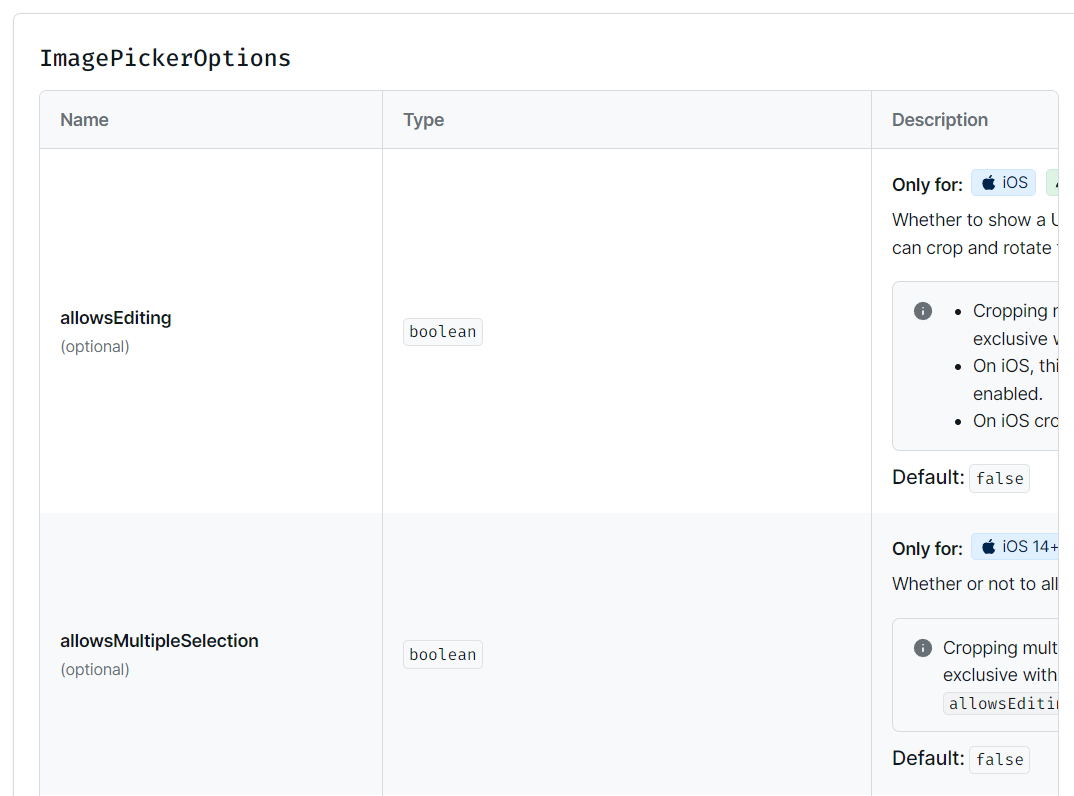 ImagePickerOptions
Name
Type
Description
allowsEditing
(optional)
boolean
Only for: iOS
Whether to show a
can crop and rotate
Cropping
exclusive
On iOS,
enabled.
On iOS
Default: false
allowsMultipleSelection
(optional)
boolean
Only for: iOS 14+
Whether or not to
Cropping
exclusive with
Default: false